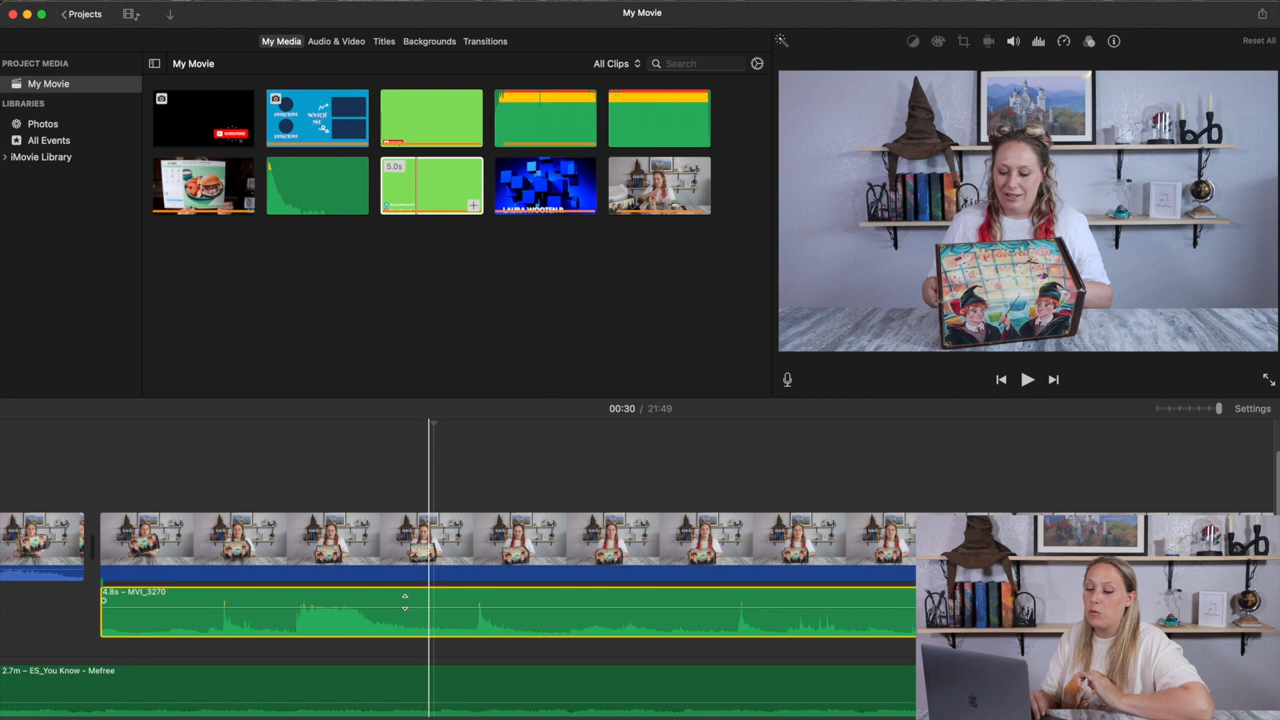 Projects
My Movie
My Media Audio & Video Titles Backgrounds Transitions
Reset All
PROJECT MEDIA
My Movie
LIBRARIES
Photos
All Events
iMovie Library
My Movie
All Clips
Search
SUBSCRIBE
WATCH ME
5.0s
LAURA WOOTEN
00:30 / 21:49
Settings
4.8s – MVI_3270
2.7m – ES_You Know - Mefree